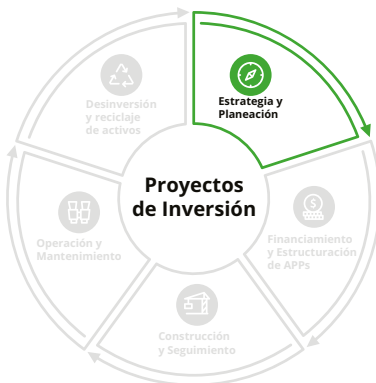 Estrategia y
Planeación
Desinversión
y reciclaje
de activos
Proyectos
de Inversión
Operación y
Mantenimiento
$
Financiamiento
y Estructuración
de APPs
Construcción
y Seguimiento